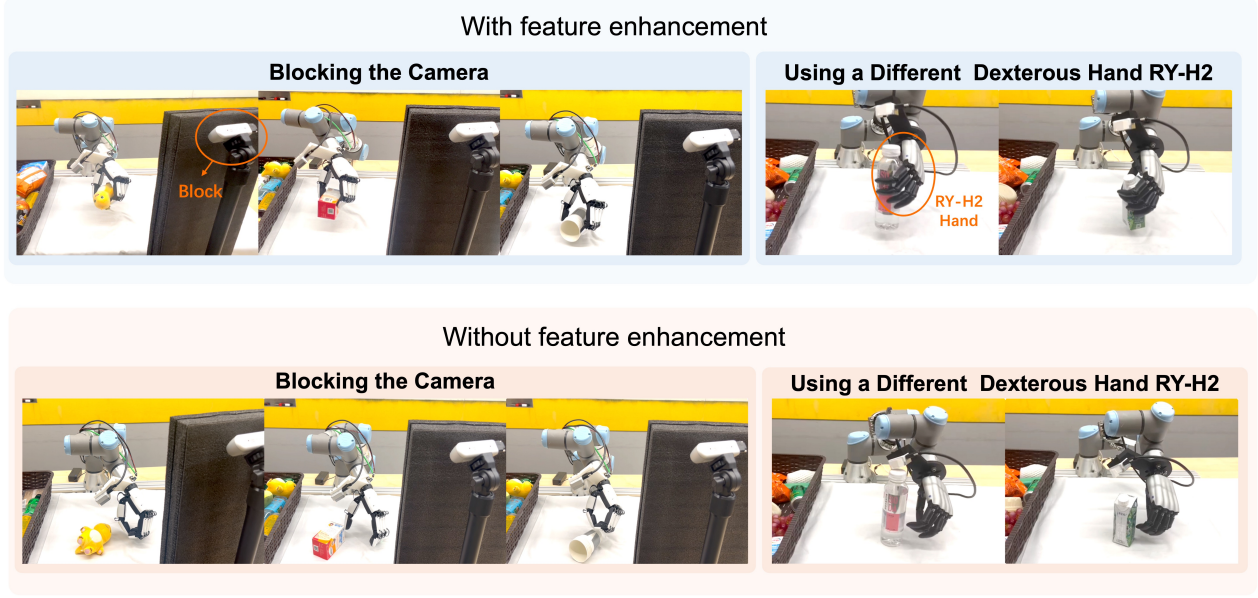 With feature enhancement
Blocking the Camera
Using a Different Dexterous Hand RY-H2
Block
RY-H2
Hand
Without feature enhancement
Blocking the Camera
Using a Different Dexterous Hand RY-H2